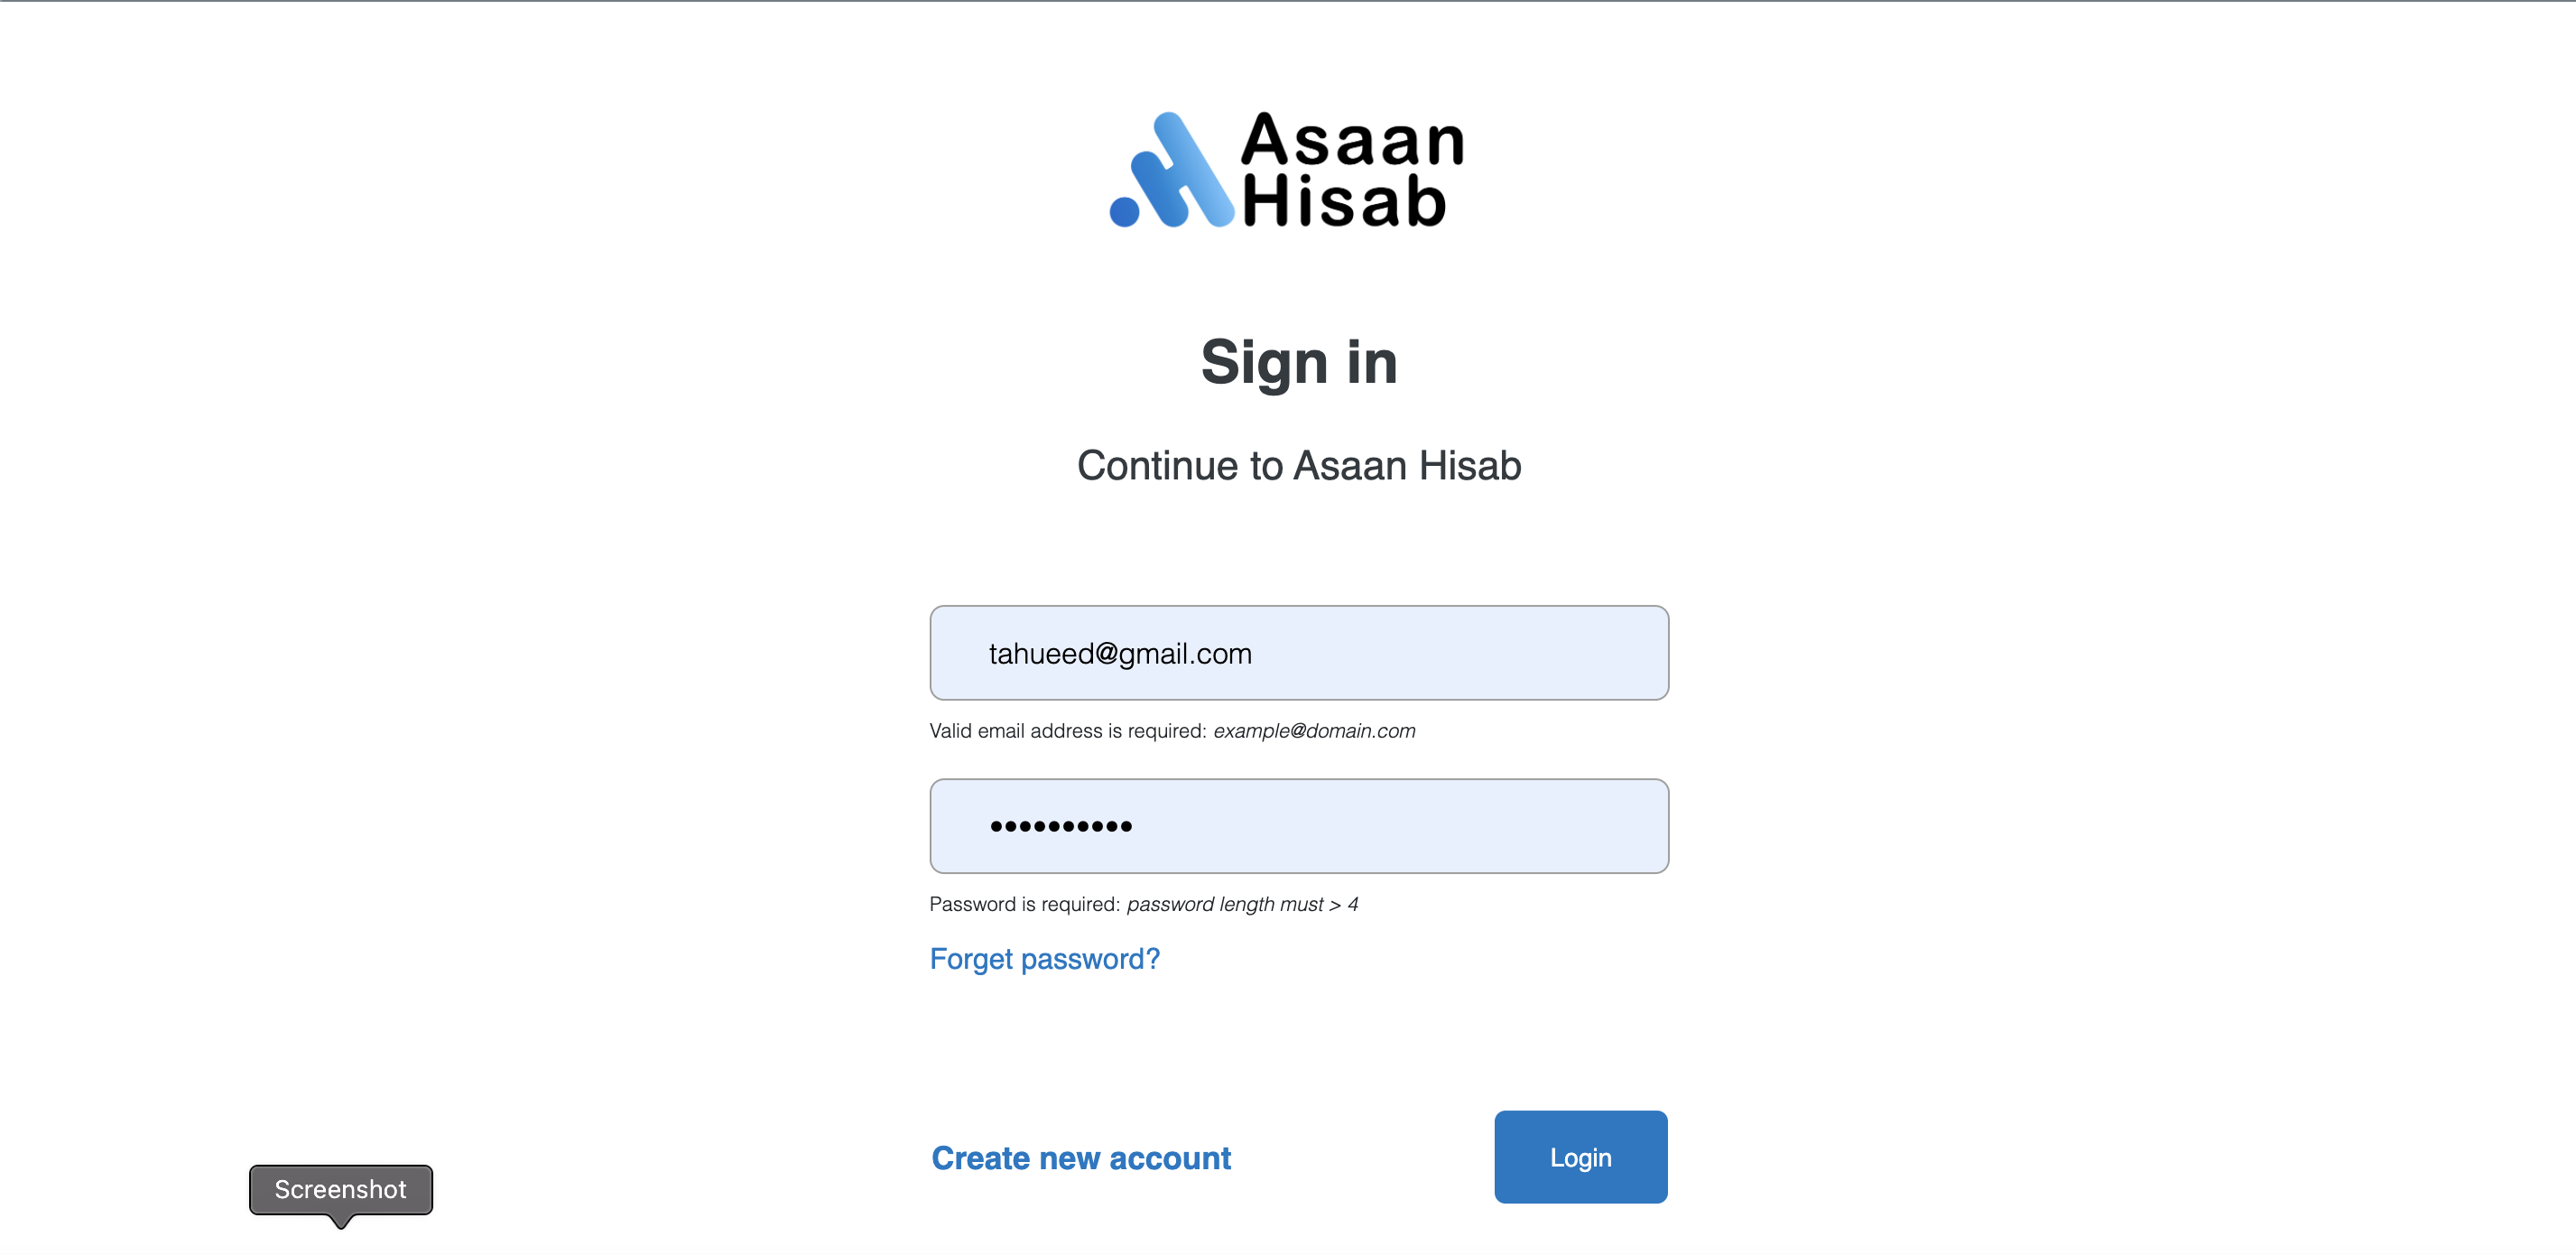 Asaan
Hisab
Sign in
Continue to Asaan Hisab
tahueed@gmail.com
Valid email address is required: example@domain.com
••••••••••
Password is required: password length must > 4
Forget password?
Create new account
Login
Screenshot